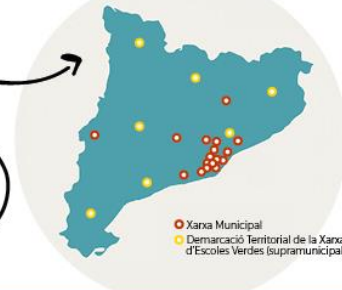 Xarxa Municipal
Demarcació Territorial de la Xarxa
d'Escoles Verdes (supramunicipal